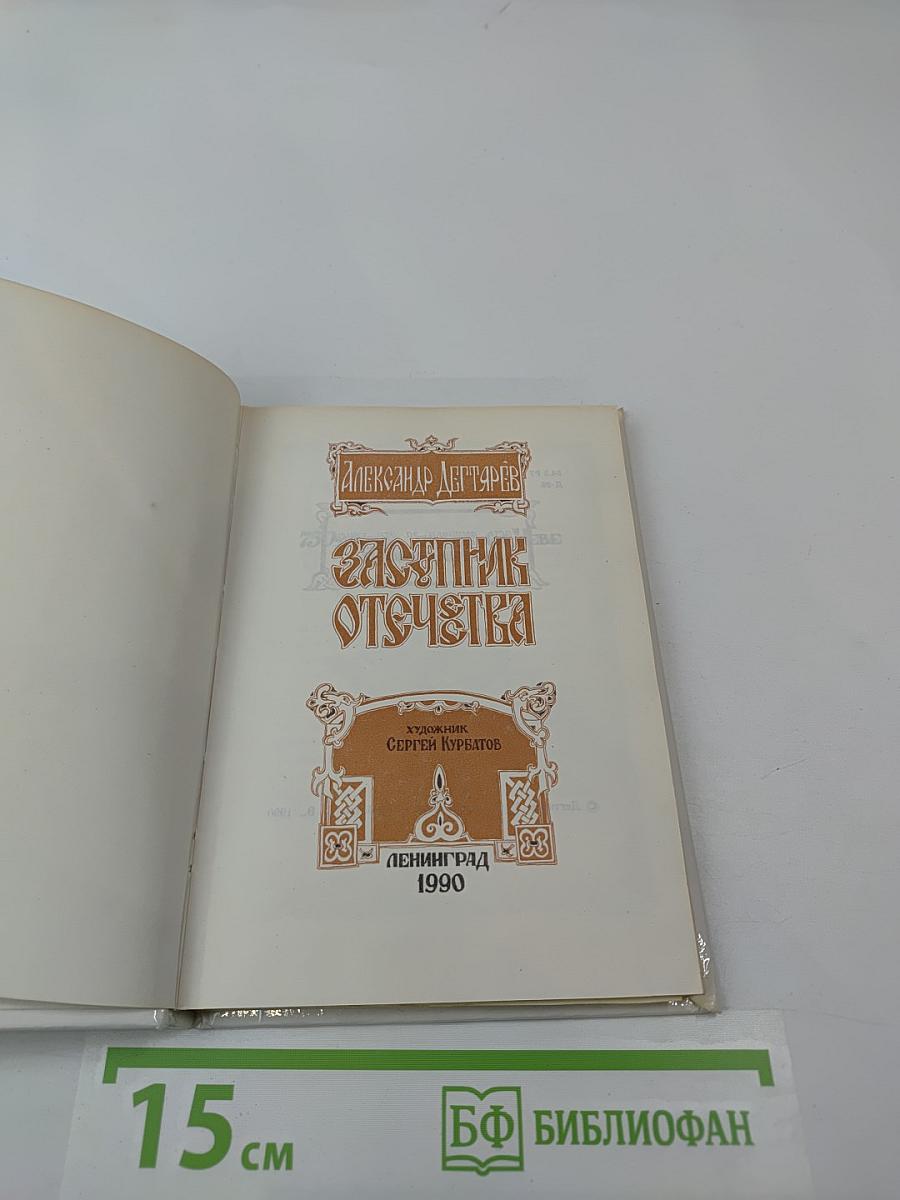 Александр Дегтярёв
Заступник
Отечества
художник
Сергей Курбатов
Ленинград
1990
15 см
БФ БИБЛИОФАН